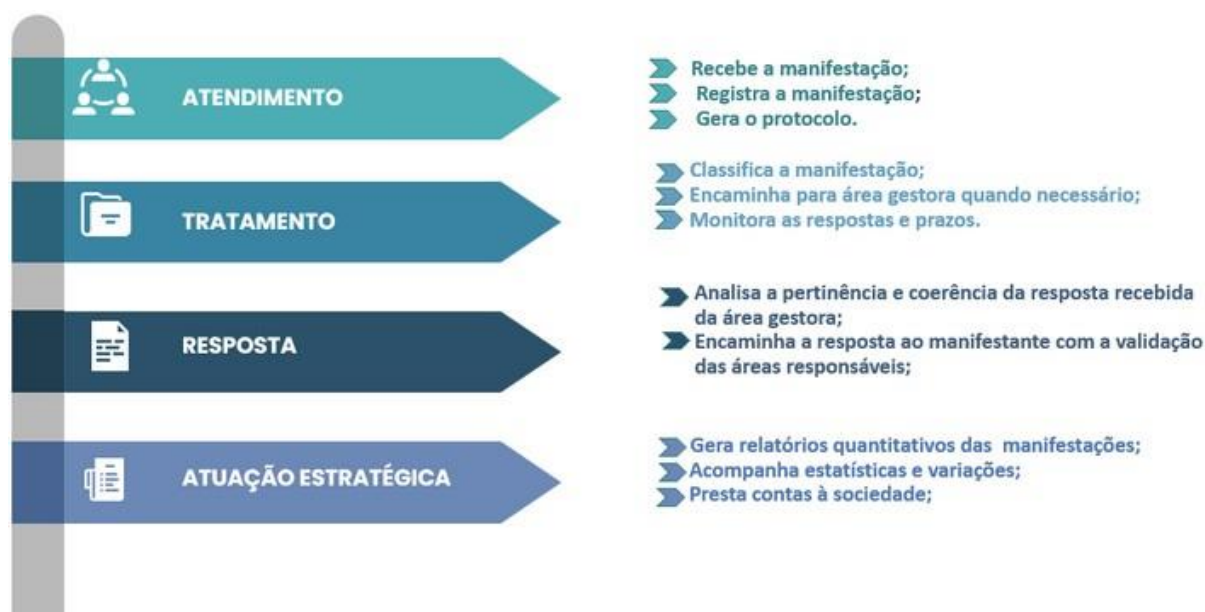 ATENDIMENTO
Recebe a manifestação;
Registra a manifestação;
Gera o protocolo.
TRATAMENTO
Classifica a manifestação;
Encaminha para área gestora quando necessário;
Monitora as respostas e prazos.
RESPOSTA
Analisa a pertinência e coerência da resposta recebida
da área gestora;
Encaminha a resposta ao manifestante com a validação
das áreas responsáveis;
ATUAÇÃO ESTRATÉGICA
Gera relatórios quantitativos das manifestações;
Acompanha estatísticas e variações;
Presta contas à sociedade;